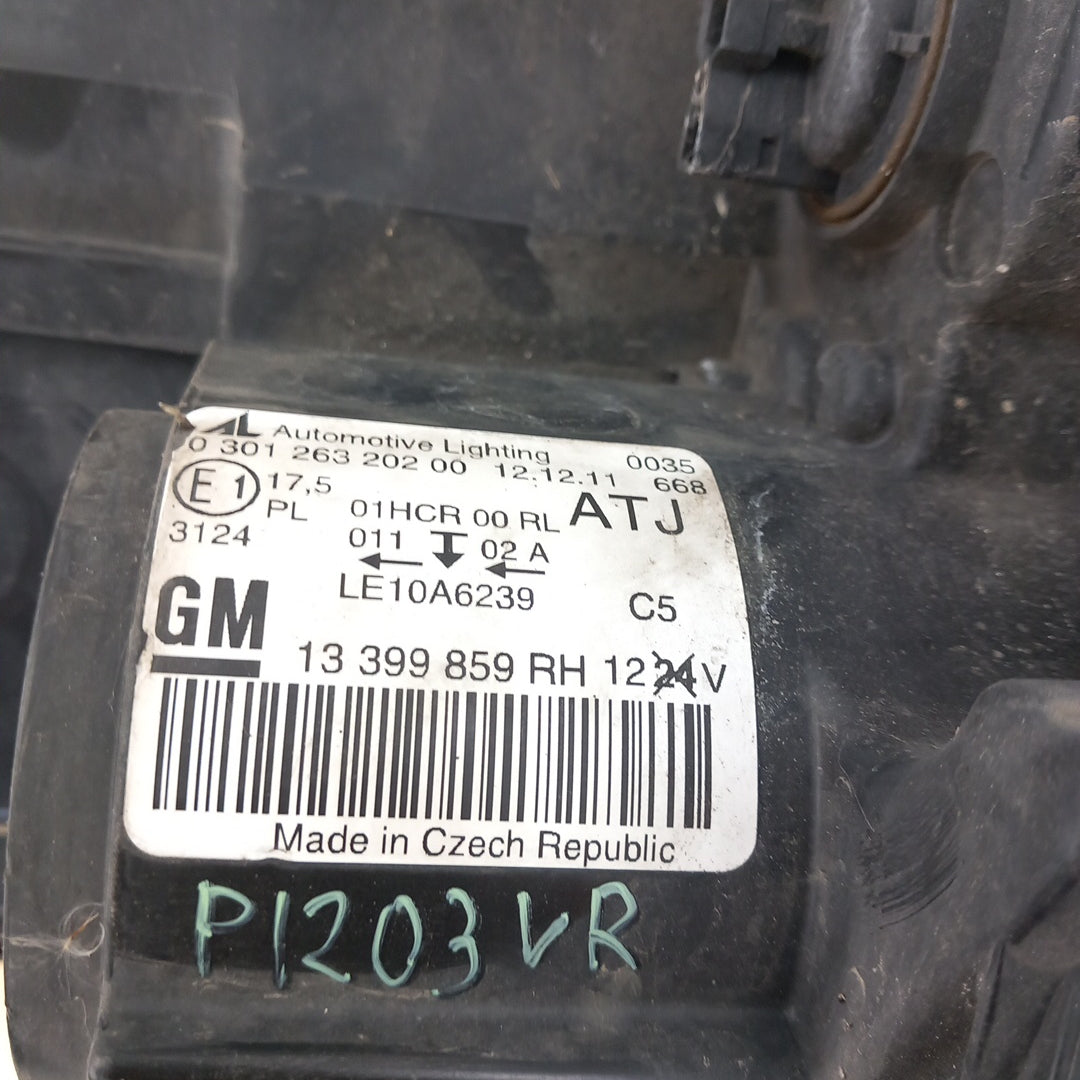 AL Automotive Lighting 0035
0 301 263 202 00 12.12.11 668
E1 17,5 PL 01HCR 00 RL ATJ
3124 011 02 A
LE10A6239 C5
GM
13 399 859 RH 12 24 V
Made in Czech Republic
P1203VR